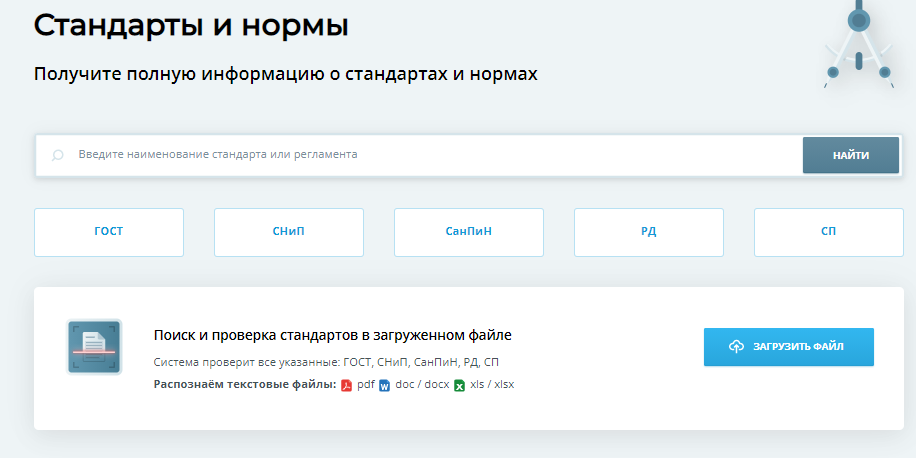 Стандарты и нормы
Получите полную информацию о стандартах и нормах
Введите наименование стандарта или регламента
НАЙТИ
ГОСТ
СНиП
СанПиН
РД
СП
Поиск и проверка стандартов в загруженном файле
Система проверит все указанные: ГОСТ, СНиП, СанПиН, РД, СП
Распознаём текстовые файлы: pdf doc / docx xls / xlsx
ЗАГРУЗИТЬ ФАЙЛ